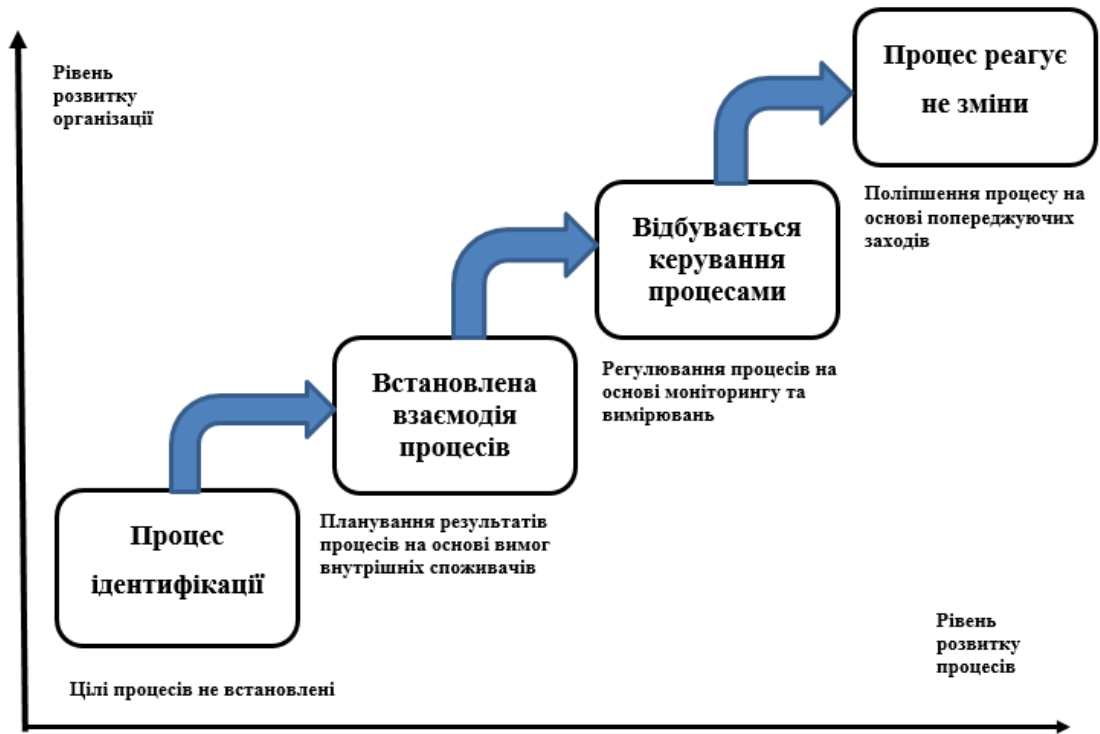 Рівень
розвитку
організації
Процес реагує
не зміни
Поліпшення процесу на
основі попереджуючих
заходів
Відбувається
керування
процесами
Регулювання процесів на
основі моніторингу та
вимірювань
Встановлена
взаємодія
процесів
Планування результатів
процесів на основі вимог
внутрішніх споживачів
Процес
ідентифікації
Цілі процесів не встановлені
Рівень
розвитку
процесів